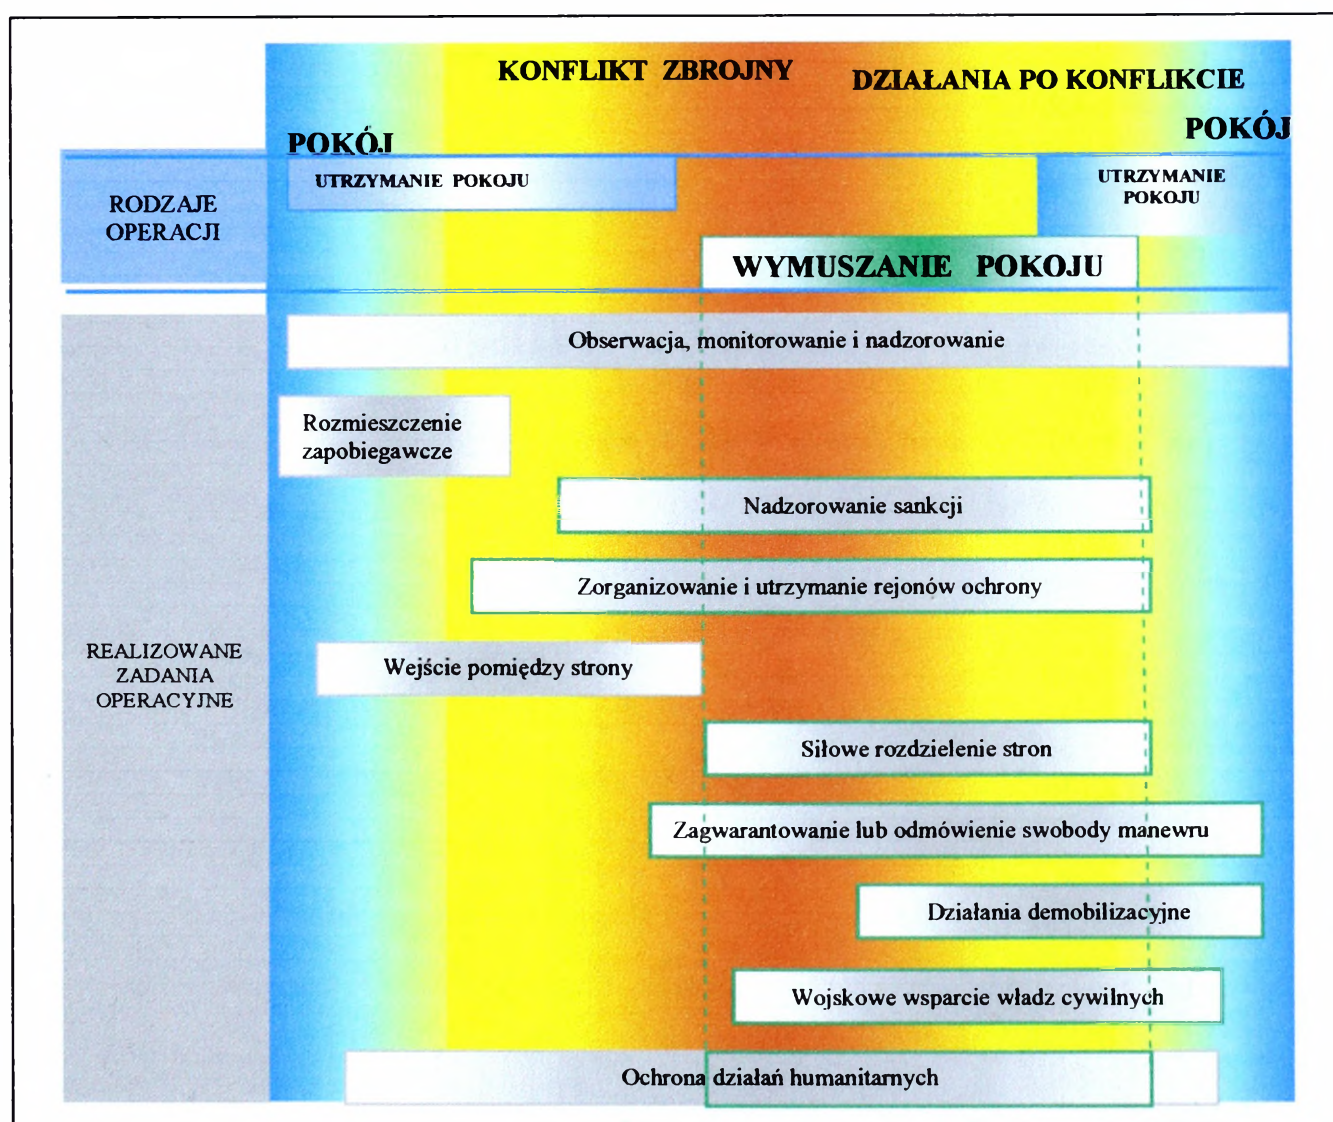 KONFLIKT ZBROJNY
DZIAŁANIA PO KONFLIKCIE
POKÓJ
POKÓJ
RODZAJE
OPERACJI
UTRZYMANIE POKOJU
UTRZYMANIE
POKOJU
WYMUSZANIE POKOJU
REALIZOWANE
ZADANIA
OPERACYJNE
Obserwacja, monitorowanie i nadzorowanie
Rozmieszczenie
zapobiegawcze
Nadzorowanie sankcji
Zorganizowanie i utrzymanie rejonów ochrony
Wejście pomiędzy strony
Siłowe rozdzielenie stron
Zagwarantowanie lub odmówienie swobody manewru
Działania demobilizacyjne
Wojskowe wsparcie władz cywilnych
Ochrona działań humanitarnych